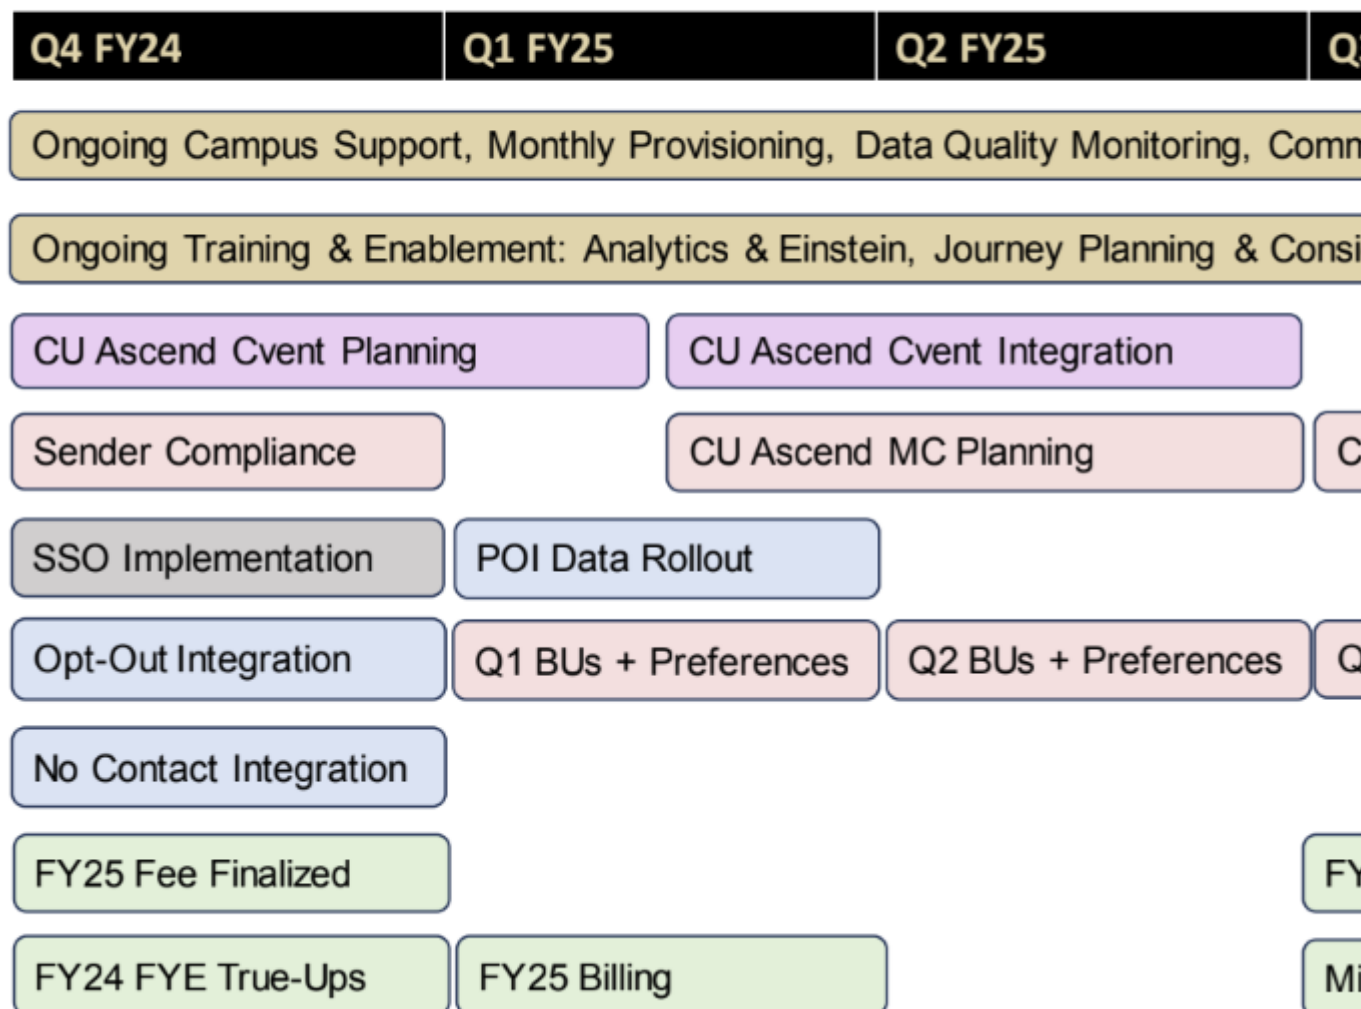 Q4 FY24 Q1 FY25 Q2 FY25
Ongoing Campus Support, Monthly Provisioning, Data Quality Monitoring,
Ongoing Training & Enablement: Analytics & Einstein, Journey Planning &
CU Ascend Cvent Planning CU Ascend Cvent Integration
Sender Compliance CU Ascend MC Planning
SSO Implementation POI Data Rollout
Opt-Out Integration Q1 BUs + Preferences Q2 BUs + Preferences
No Contact Integration
FY25 Fee Finalized
FY24 FYE True-Ups FY25 Billing